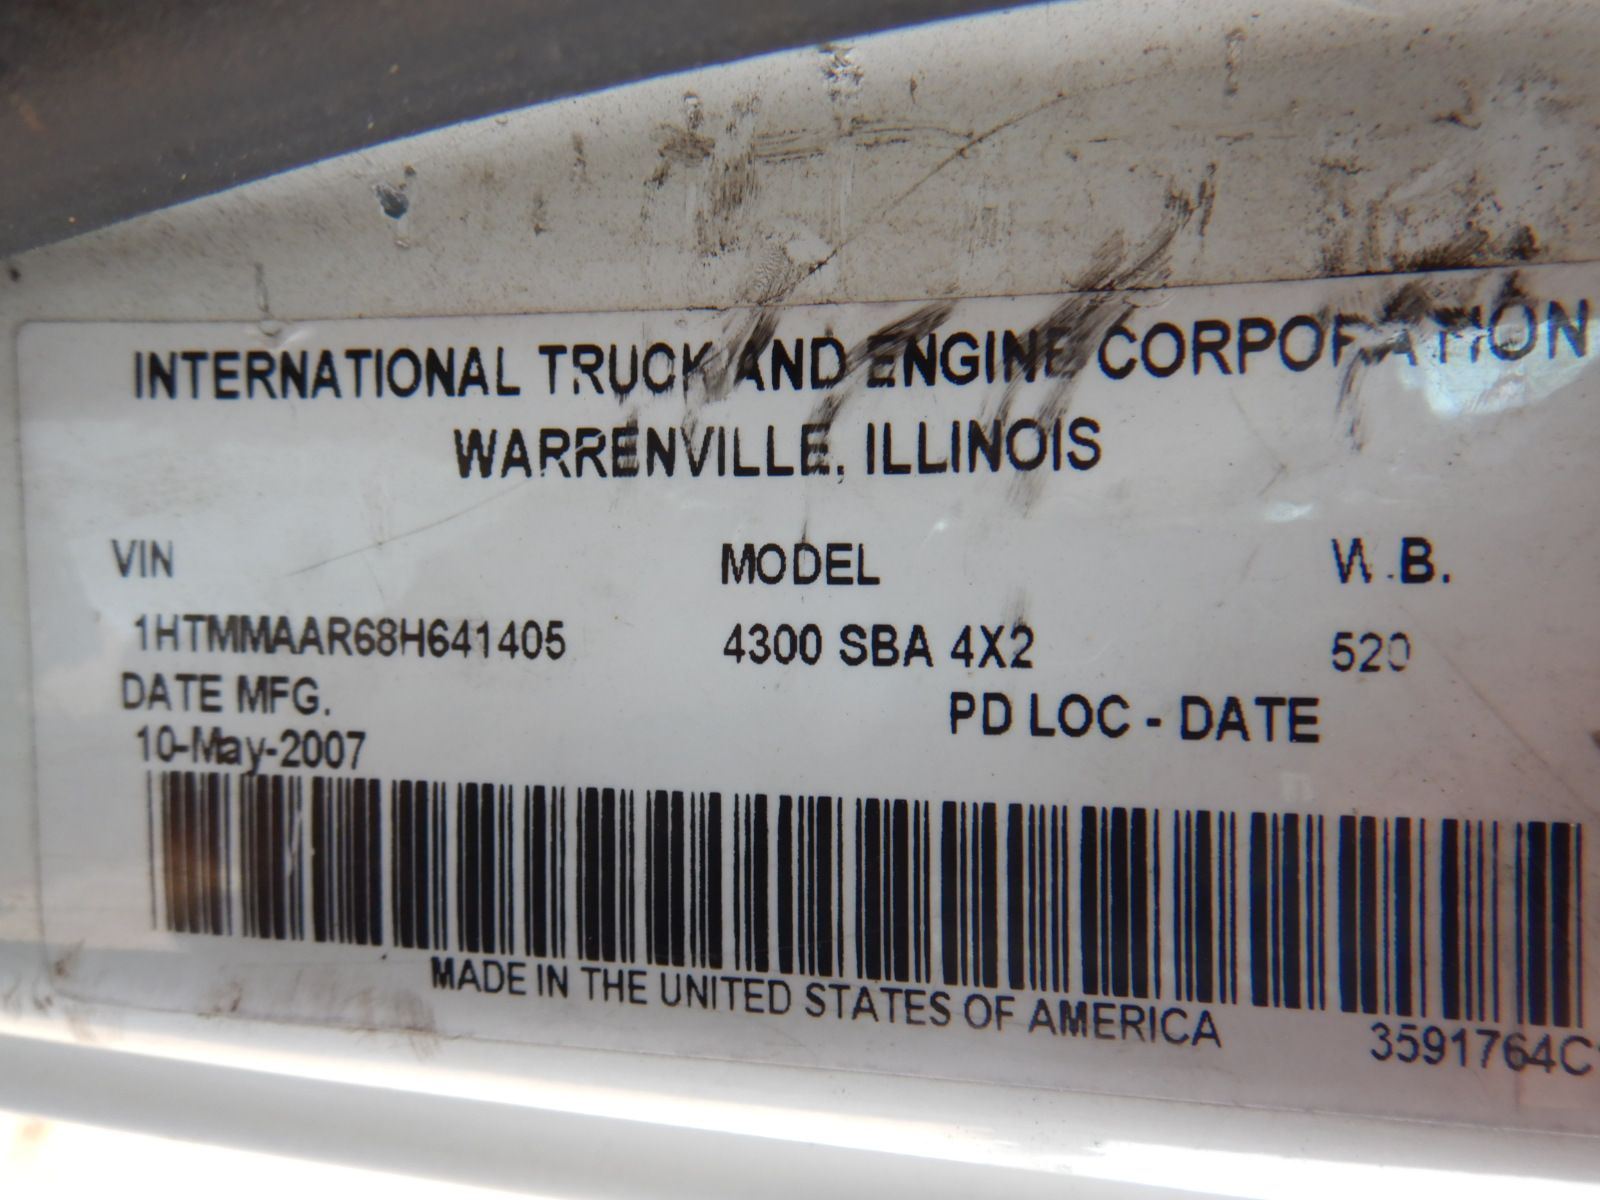 INTERNATIONAL TRUCK AND ENGINE CORPORATION
WARRENVILLE, ILLINOIS
VIN MODEL W.B.
1HTMMAAR68H641405 4300 SBA 4X2 520
DATE MFG. PD LOC - DATE
10-May-2007
MADE IN THE UNITED STATES OF AMERICA
3591764C